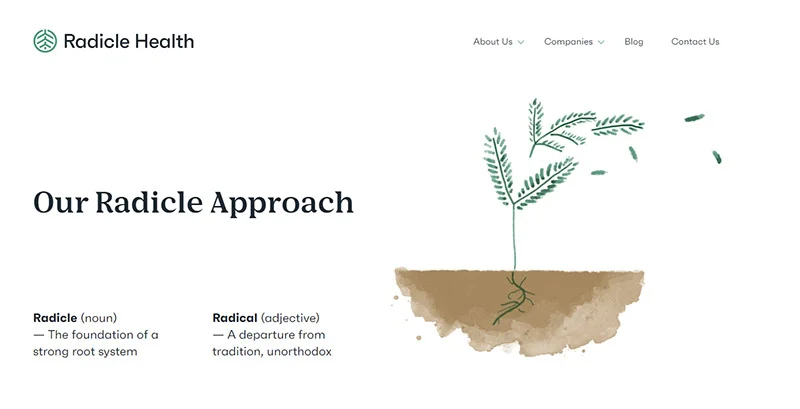 Radicle Health
About Us
Companies
Blog
Contact Us
Our Radicle Approach
Radicle (noun)
— The foundation of a
strong root system
Radical (adjective)
— A departure from
tradition, unorthodox